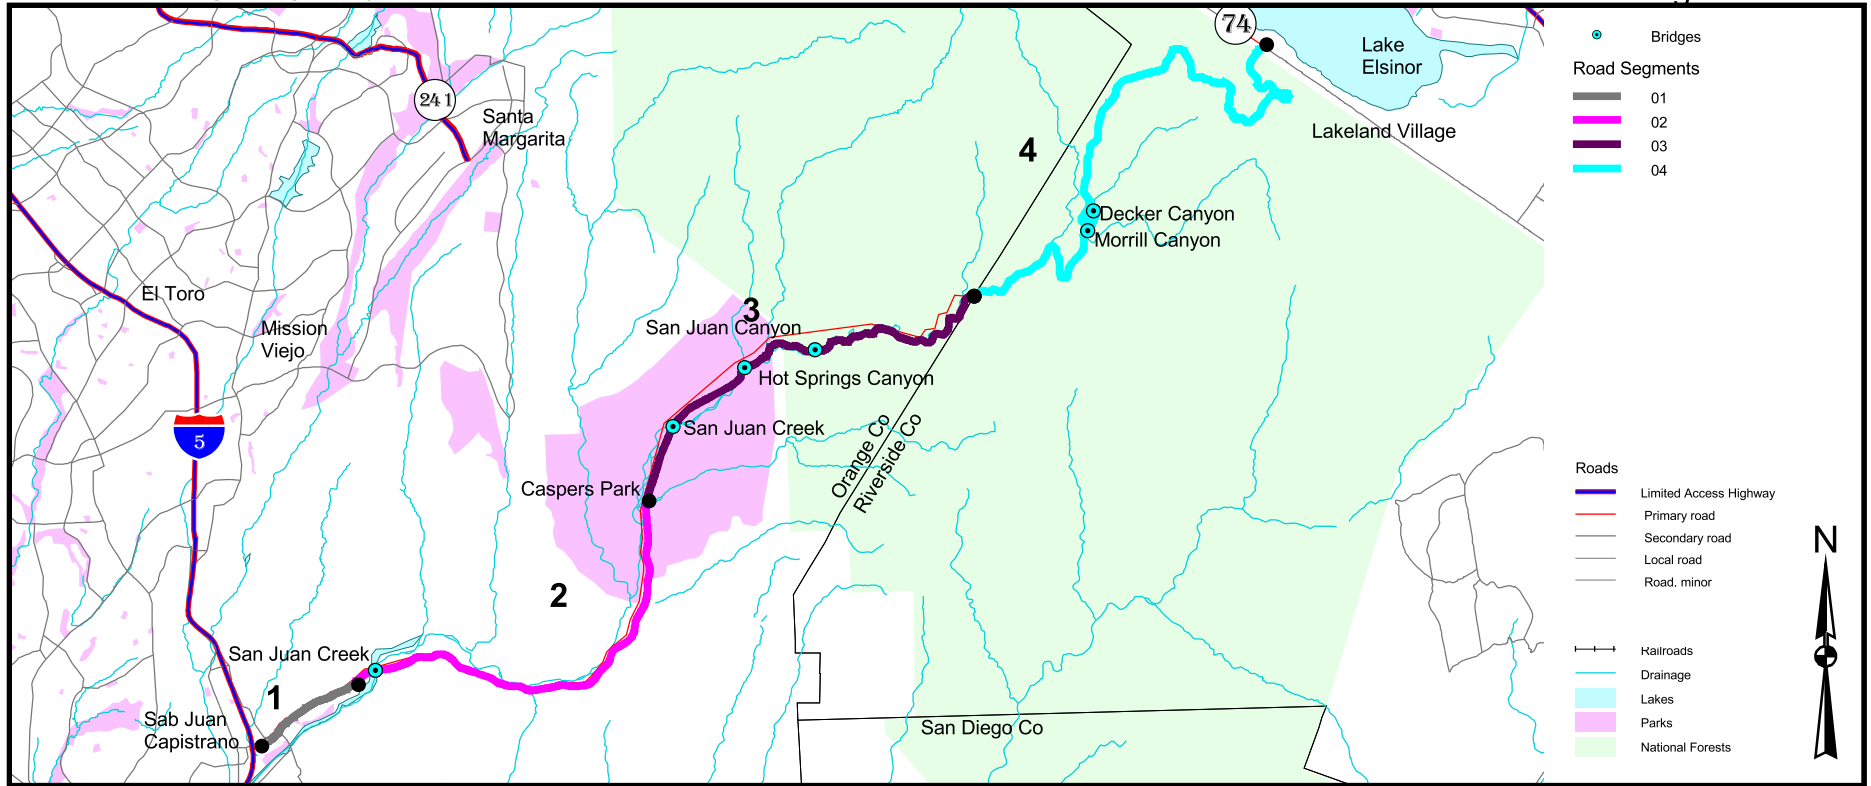 74
Lake
Elsinor
241
Santa
Margarita
Lakeland Village
4
Decker Canyon
Morrill Canyon
El Toro
Mission
Viejo
3
San Juan Canyon
Hot Springs Canyon
5
San Juan Creek
Orange Co
Riverside Co
Caspers Park
2
San Juan Creek
1
Sab Juan
Capistrano
San Diego Co
Bridges
Road Segments
01
02
03
04
Roads
Limited Access Highway
Primary road
Secondary road
Local road
Road, minor
N
Railroads
Drainage
Lakes
Parks
National Forests